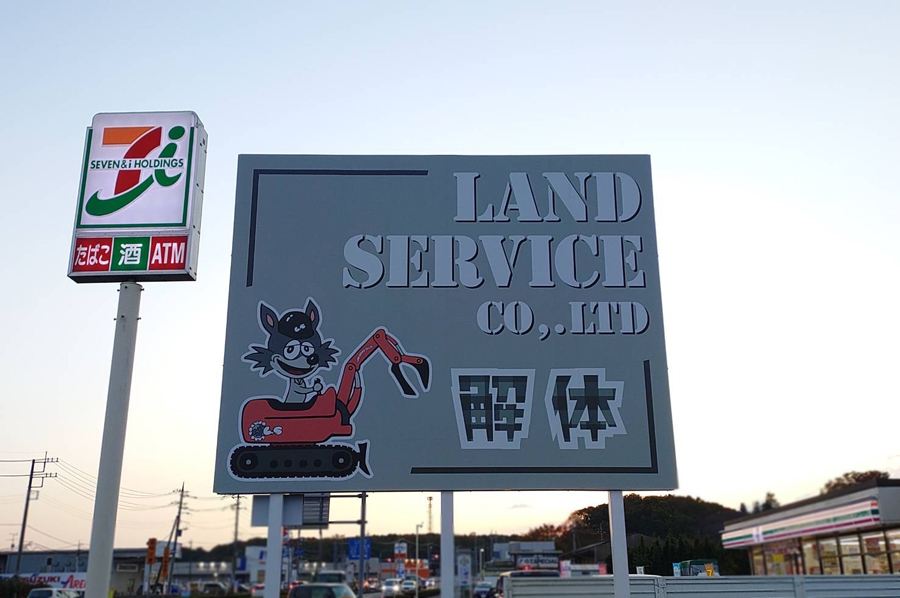 SEVEN&i HOLDINGS
たばこ 酒 ATM
LAND
SERVICE
CO,.LTD
解体